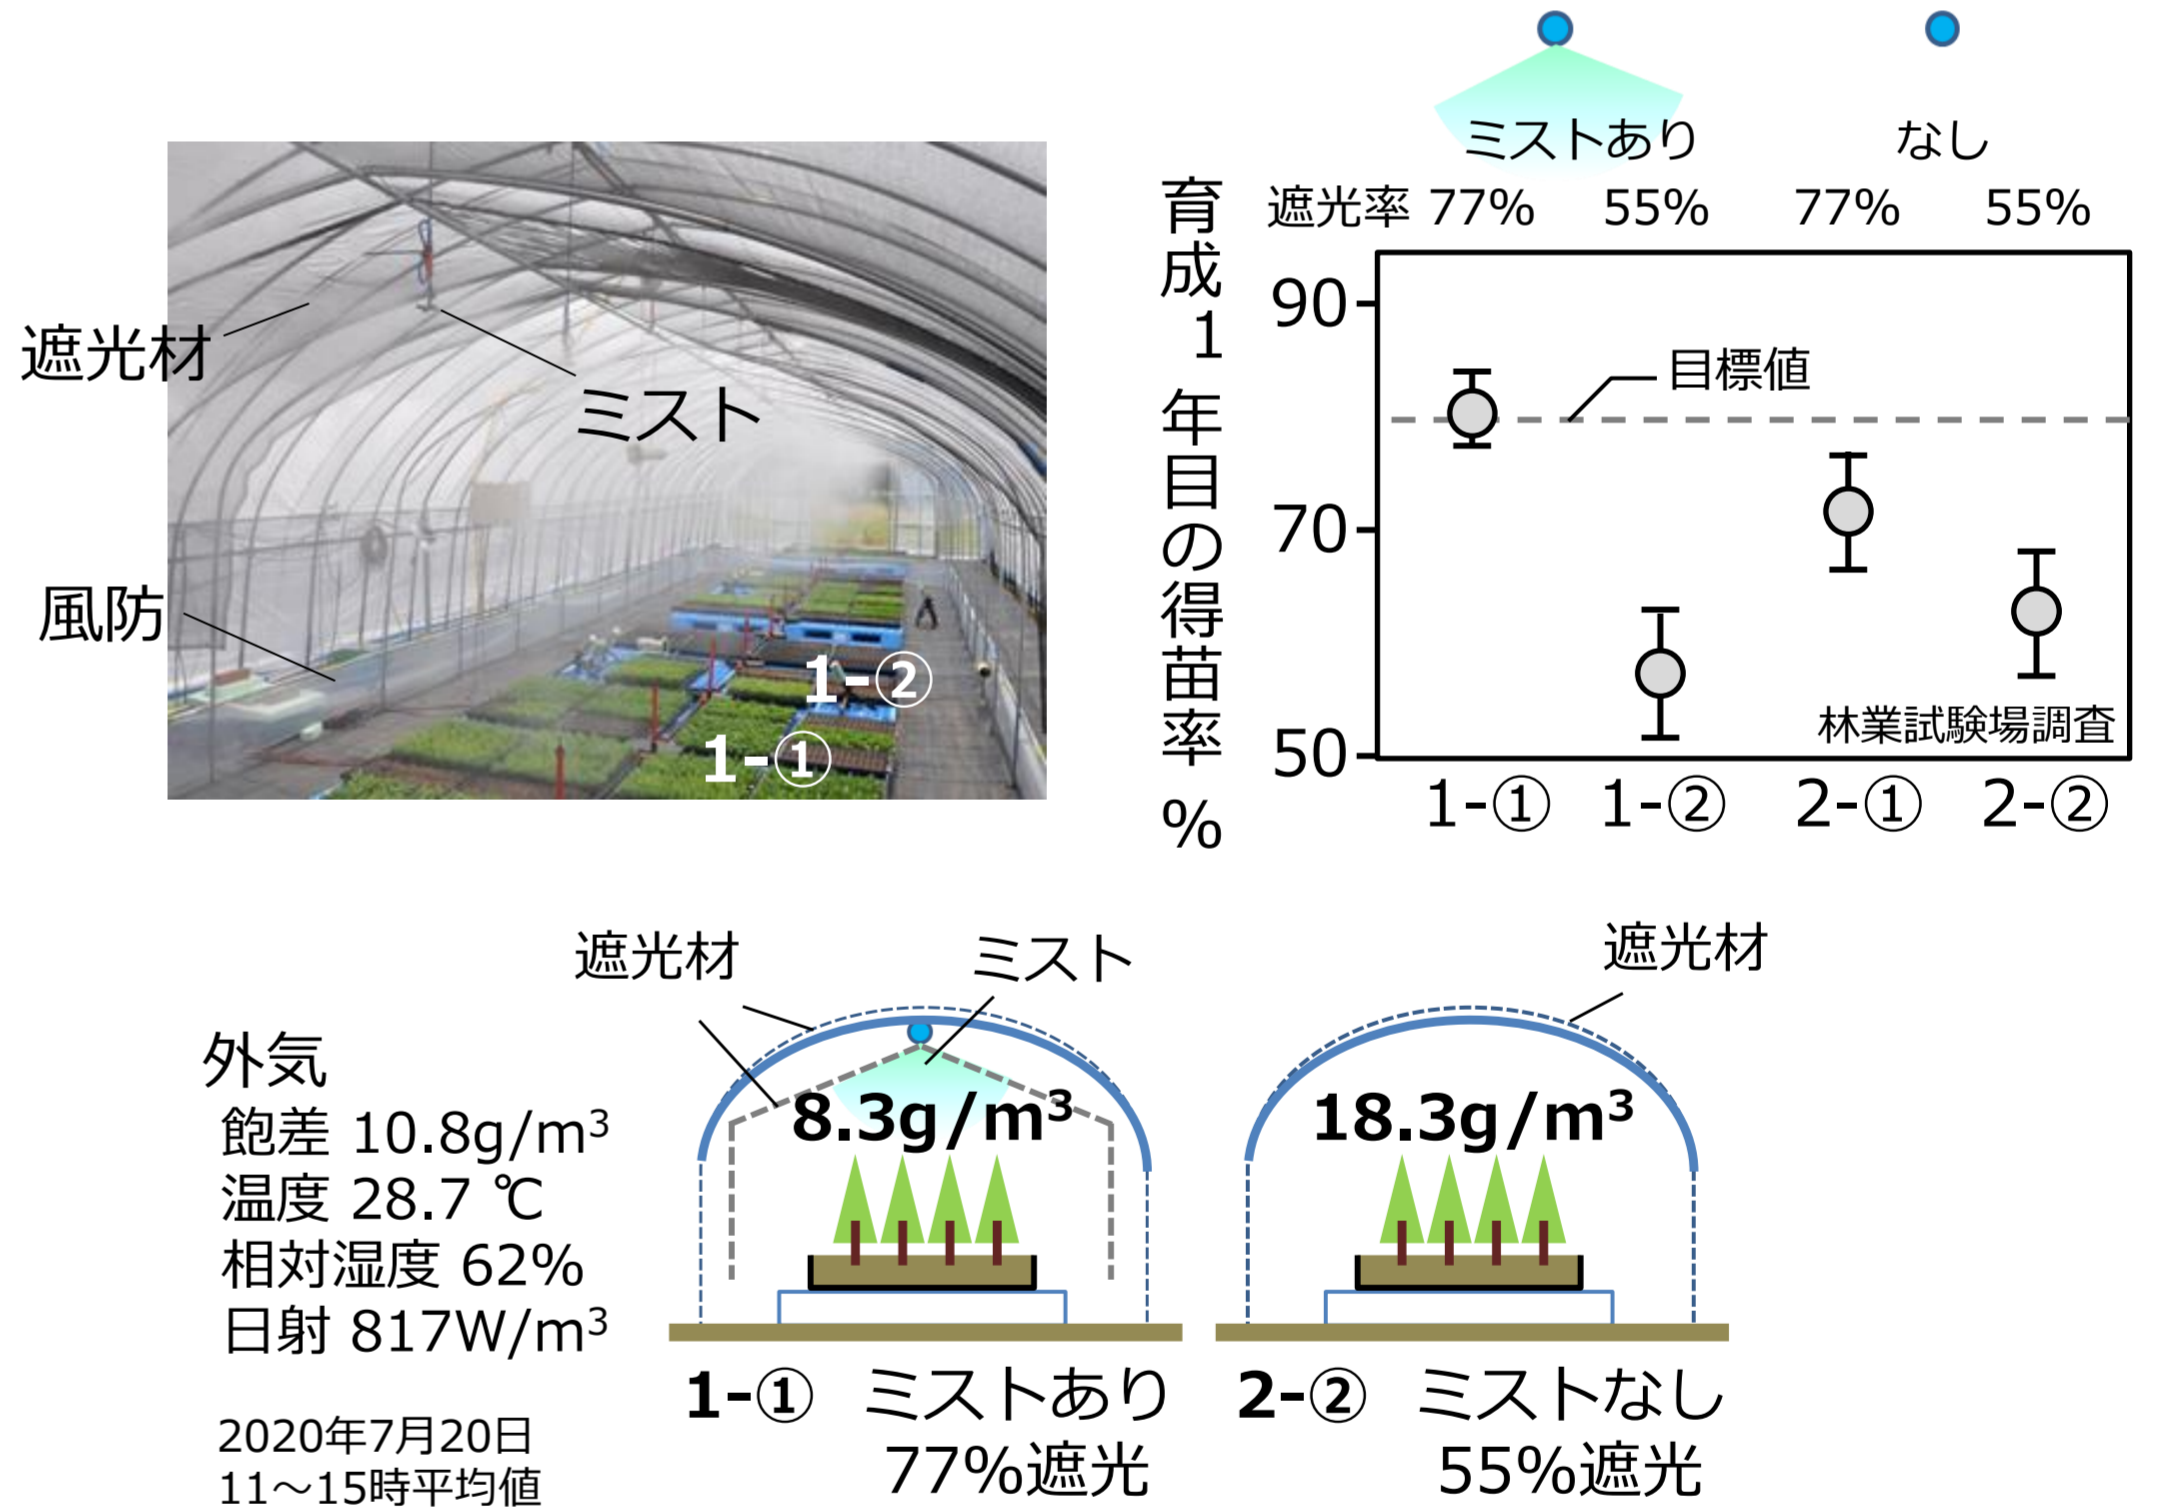 遮光材
ミスト
風防
1-②
1-①
ミストあり なし
遮光率 77% 55% 77% 55%
育成1年目の得苗率 %
90
70
50
目標値
林業試験場調査
1-① 1-② 2-① 2-②
遮光材 ミスト 遮光材
外気
飽差 10.8g/m³
温度 28.7 ℃
相対湿度 62%
日射 817W/m³
2020年7月20日
11～15時平均値
8.3g/m³
1-① ミストあり
77%遮光
18.3g/m³
2-② ミストなし
55%遮光